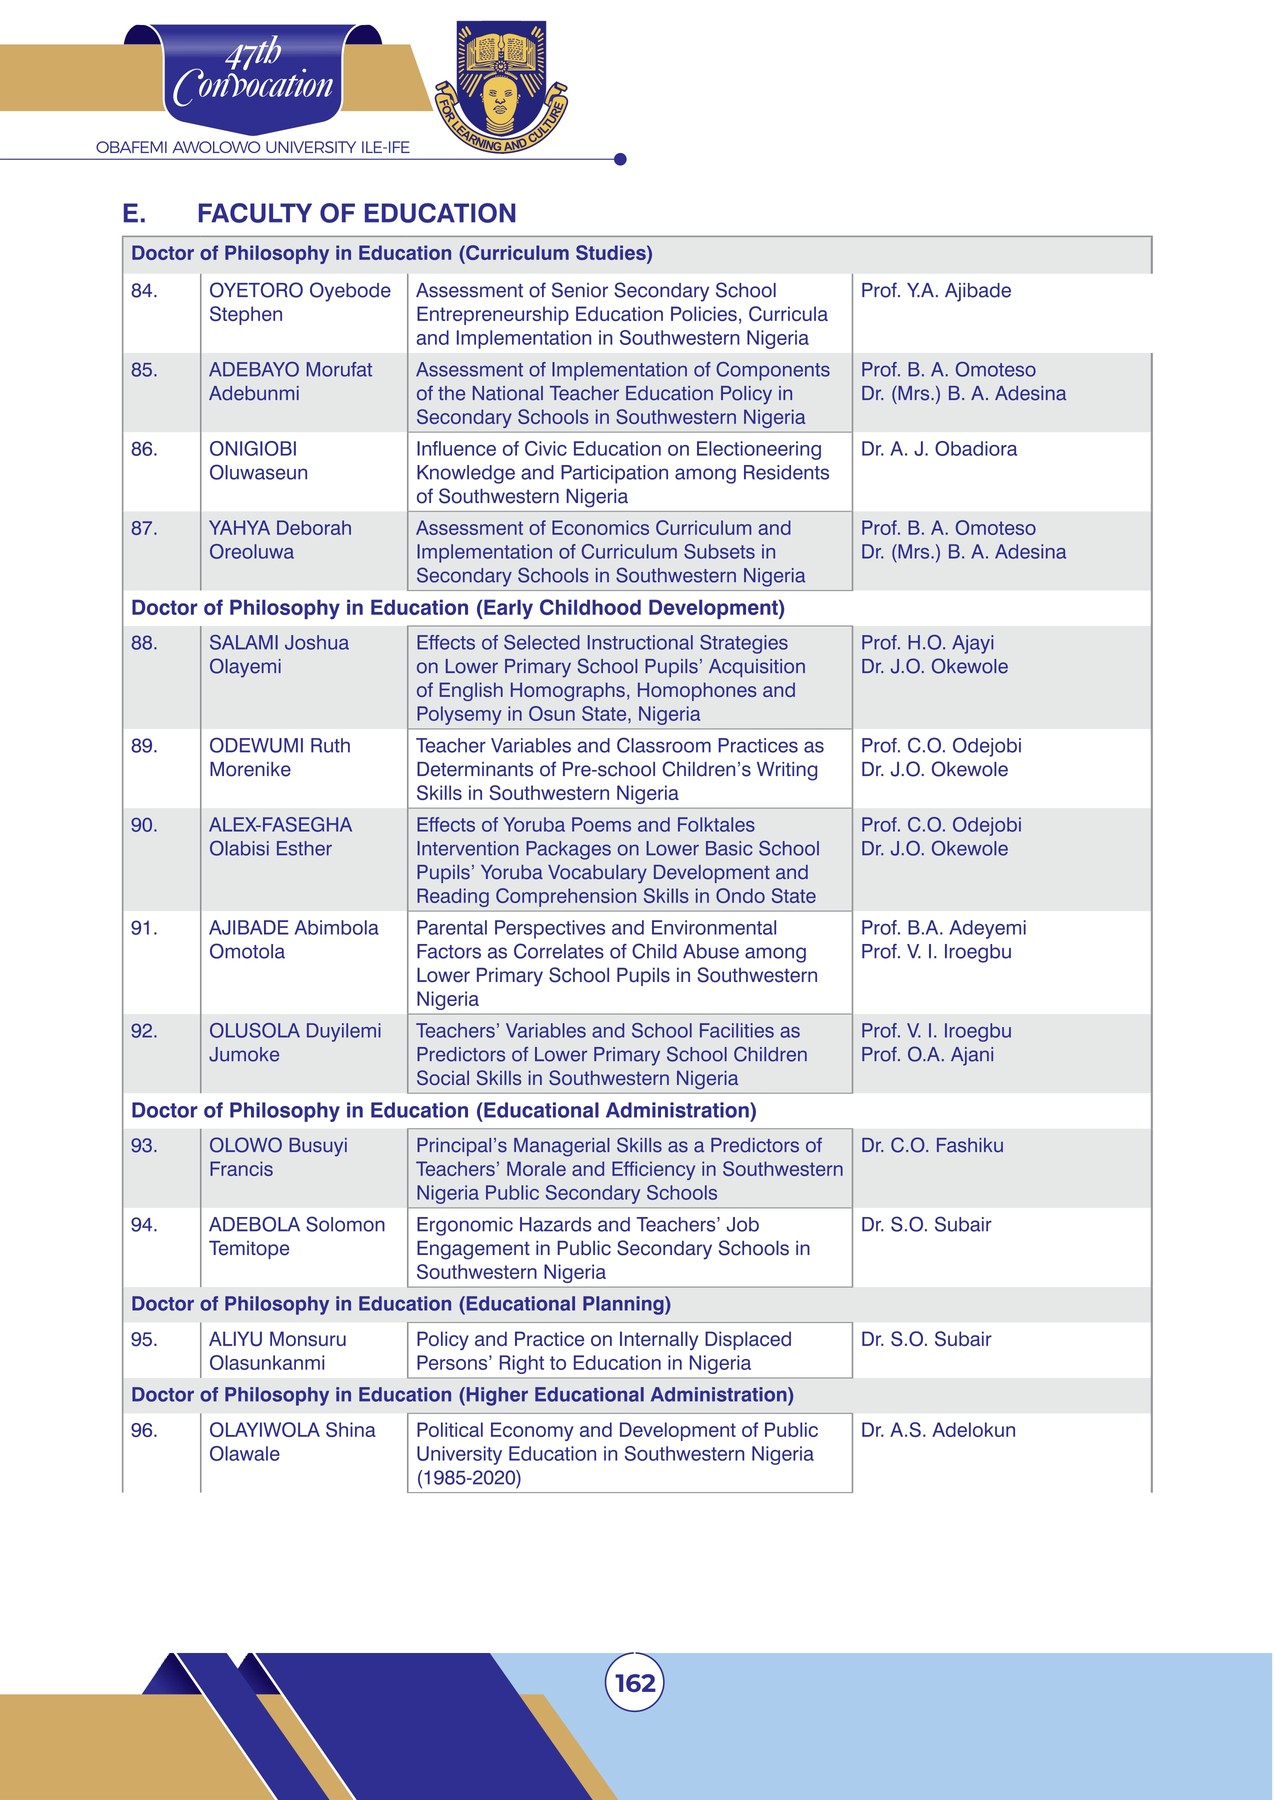 47th
Convocation
FOR LEARNING AND CULTURE
OBAFEMI AWOLOWO UNIVERSITY ILE-IFE
E. FACULTY OF EDUCATION
Doctor of Philosophy in Education (Curriculum Studies)
84. OYETORO Oyebode Assessment of Senior Secondary School Prof. Y.A. Ajibade
Stephen Entrepreneurship Education Policies, Curricula
and Implementation in Southwestern Nigeria
85. ADEBAYO Morufat Assessment of Implementation of Components Prof. B. A. Omoteso
Adebunmi of the National Teacher Education Policy in Dr. (Mrs.) B. A. Adesina
Secondary Schools in Southwestern Nigeria
86. ONIGIOBI Influence of Civic Education on Electioneering Dr. A. J. Obadiora
Oluwaseun Knowledge and Participation among Residents
of Southwestern Nigeria
87. YAHYA Deborah Assessment of Economics Curriculum and Prof. B. A. Omoteso
Oreoluwa Implementation of Curriculum Subsets in Dr. (Mrs.) B. A. Adesina
Secondary Schools in Southwestern Nigeria
Doctor of Philosophy in Education (Early Childhood Development)
88. SALAMI Joshua Effects of Selected Instructional Strategies Prof. H.O. Ajayi
Olayemi on Lower Primary School Pupils’ Acquisition Dr. J.O. Okewole
of English Homographs, Homophones and
Polysemy in Osun State, Nigeria
89. ODEWUMI Ruth Teacher Variables and Classroom Practices as Prof. C.O. Odejobi
Morenike Determinants of Pre-school Children’s Writing Dr. J.O. Okewole
Skills in Southwestern Nigeria
90. ALEX-FASEGHA Effects of Yoruba Poems and Folktales Prof. C.O. Odejobi
Olabisi Esther Intervention Packages on Lower Basic School Dr. J.O. Okewole
Pupils’ Yoruba Vocabulary Development and
Reading Comprehension Skills in Ondo State
91. AJIBADE Abimbola Parental Perspectives and Environmental Prof. B.A. Adeyemi
Omotola Factors as Correlates of Child Abuse among Prof. V. I. Iroegbu
Lower Primary School Pupils in Southwestern
Nigeria
92. OLUSOLA Duyilemi Teachers’ Variables and School Facilities as Prof. V. I. Iroegbu
Jumoke Predictors of Lower Primary School Children Prof. O.A. Ajani
Social Skills in Southwestern Nigeria
Doctor of Philosophy in Education (Educational Administration)
93. OLOWO Busuyi Principal’s Managerial Skills as a Predictors of Dr. C.O. Fashiku
Francis Teachers’ Morale and Efficiency in Southwestern
Nigeria Public Secondary Schools
94. ADEBOLA Solomon Ergonomic Hazards and Teachers’ Job Dr. S.O. Subair
Temitope Engagement in Public Secondary Schools in
Southwestern Nigeria
Doctor of Philosophy in Education (Educational Planning)
95. ALIYU Monsuru Policy and Practice on Internally Displaced Dr. S.O. Subair
Olasunkanmi Persons’ Right to Education in Nigeria
Doctor of Philosophy in Education (Higher Educational Administration)
96. OLAYIWOLA Shina Political Economy and Development of Public Dr. A.S. Adelokun
Olawale University Education in Southwestern Nigeria
(1985-2020)
162